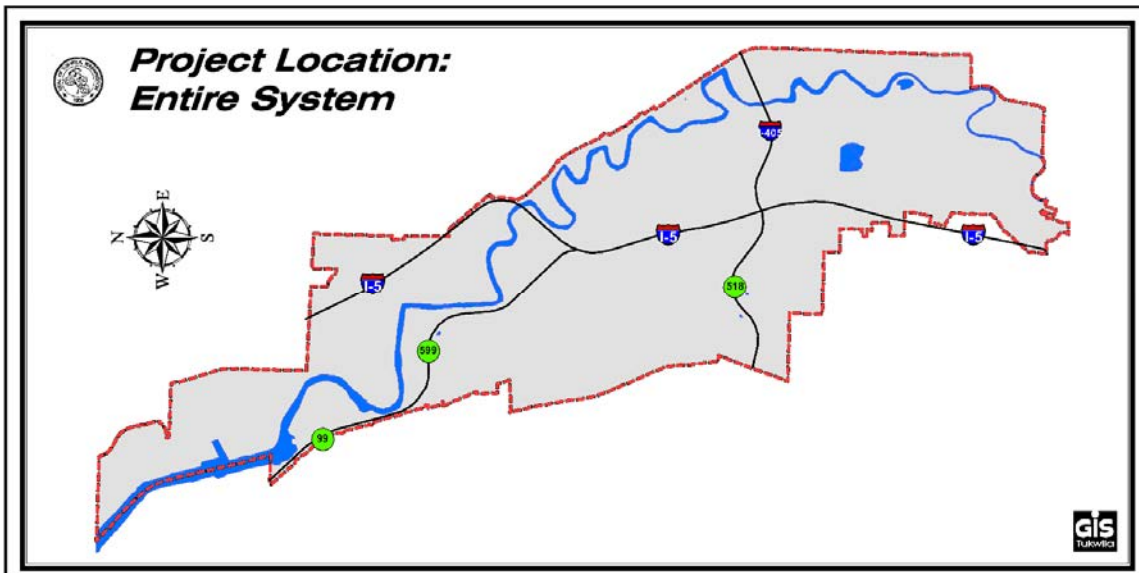 Project Location:
Entire System
E
N
S
W
I-405
I-5
I-5
I-5
518
599
99
GIS
Tukwila